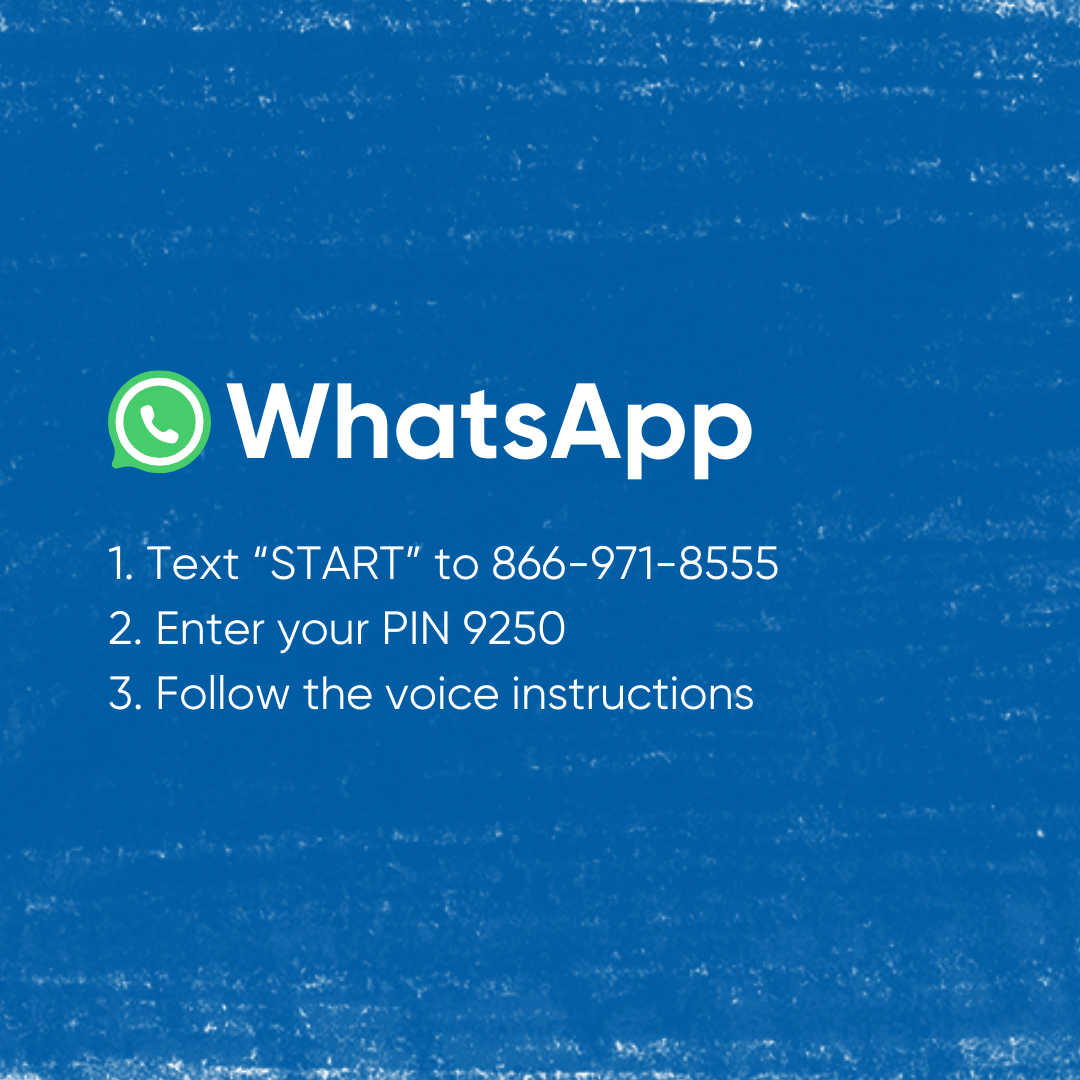 WhatsApp
1. Text “START” to 866-971-8555
2. Enter your PIN 9250
3. Follow the voice instructions